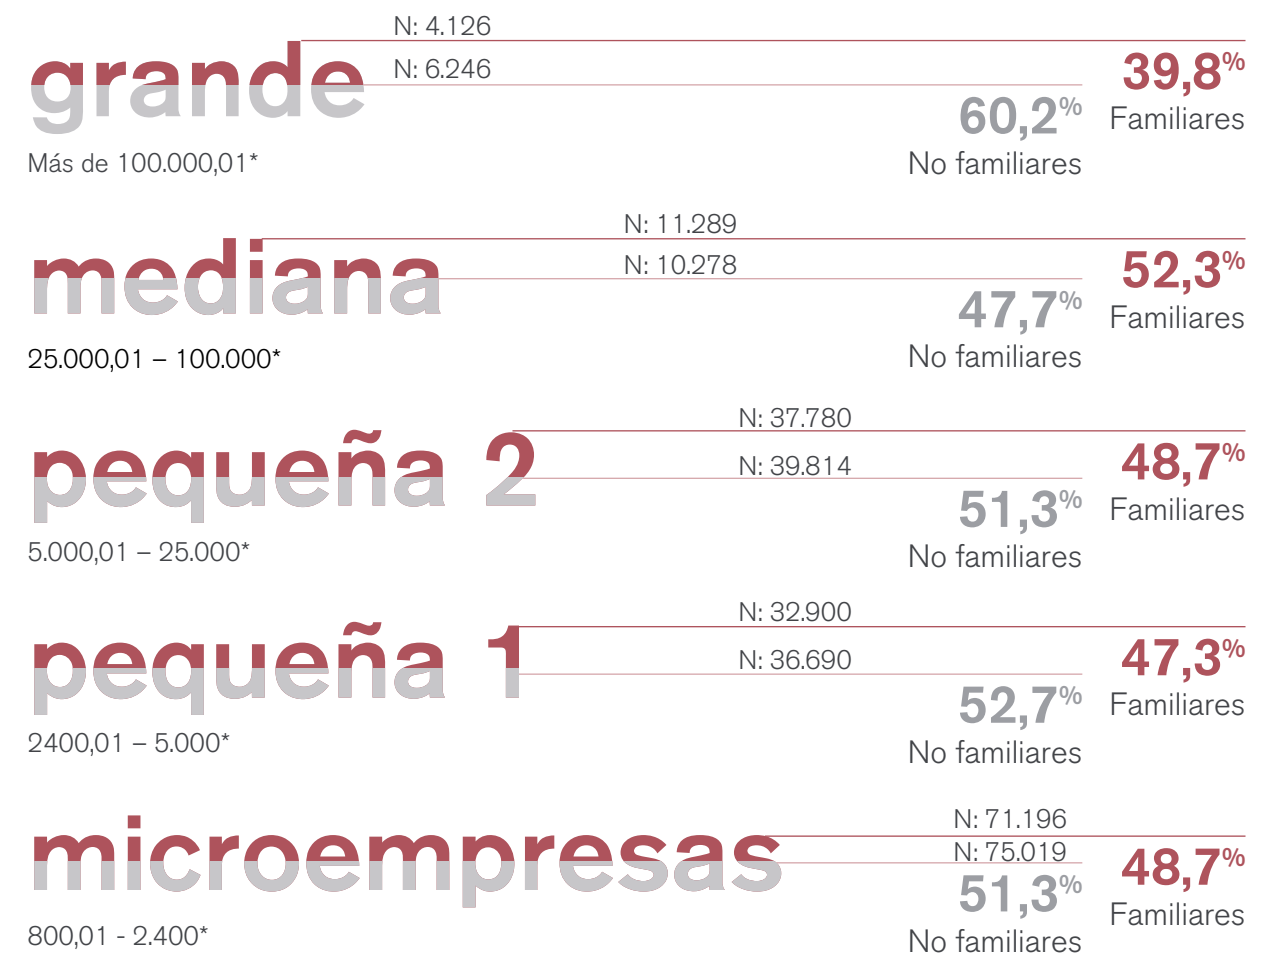 N: 4.126
grande
N: 6.246
39,8%
Familiares
60,2%
No familiares
Más de 100.000,01*
N: 11.289
mediana
N: 10.278
52,3%
Familiares
47,7%
No familiares
25.000,01 – 100.000*
N: 37.780
pequeña 2
N: 39.814
48,7%
Familiares
51,3%
No familiares
5.000,01 – 25.000*
N: 32.900
pequeña 1
N: 36.690
47,3%
Familiares
52,7%
No familiares
2400,01 – 5.000*
N: 71.196
microempresas
N: 75.019
48,7%
Familiares
51,3%
No familiares
800,01 - 2.400*